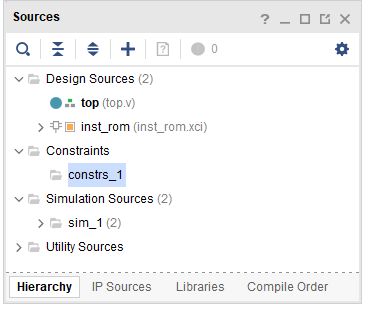 Sources
0
Design Sources (2)
top (top.v)
inst_rom (inst_rom.xci)
Constraints
constrs_1
Simulation Sources (2)
sim_1 (2)
Utility Sources
Hierarchy IP Sources Libraries Compile Order